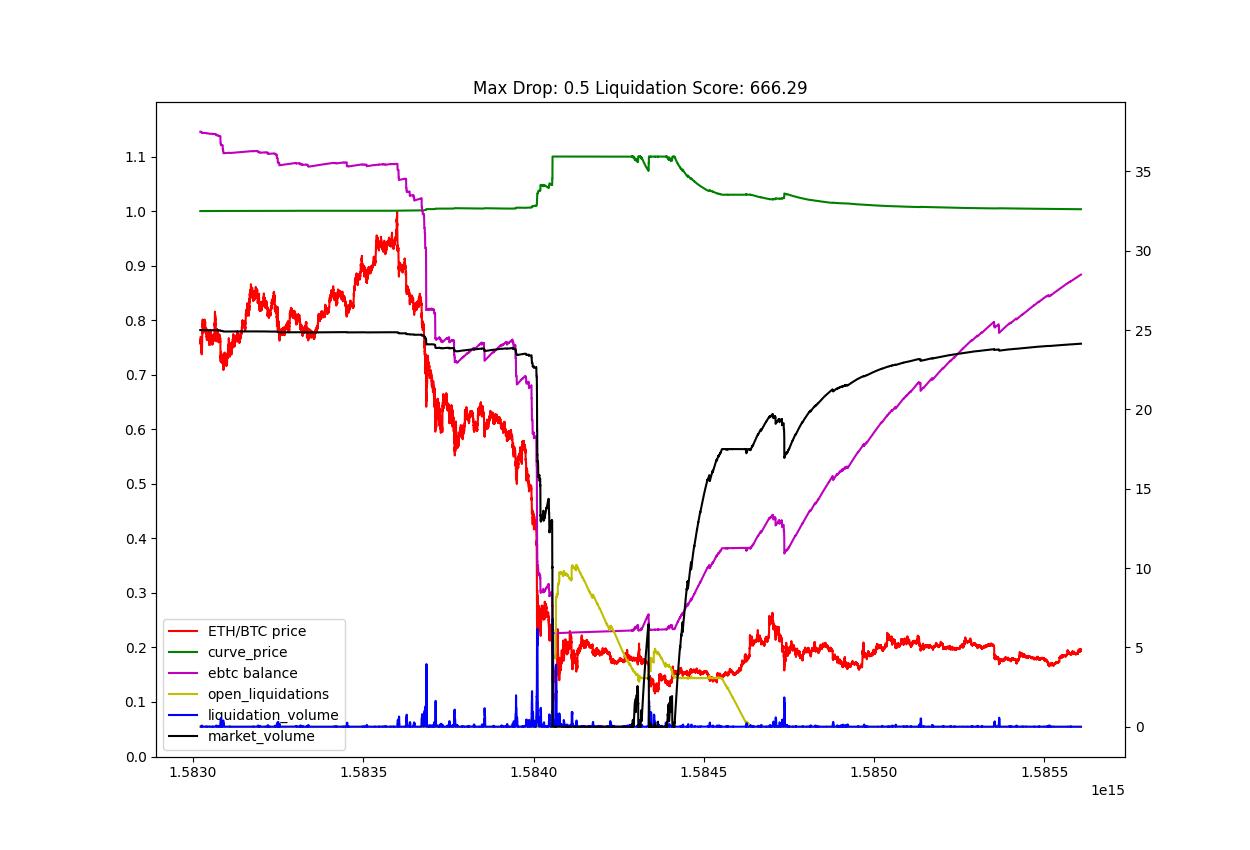 Max Drop: 0.5 Liquidation Score: 666.29
1.1
1.0
0.9
0.8
0.7
0.6
0.5
0.4
0.3
0.2
0.1
0.0
35
30
25
20
15
10
5
0
ETH/BTC price
curve_price
ebtc balance
open_liquidations
liquidation_volume
market_volume
1.5830 1.5835 1.5840 1.5845 1.5850 1.5855
1e15